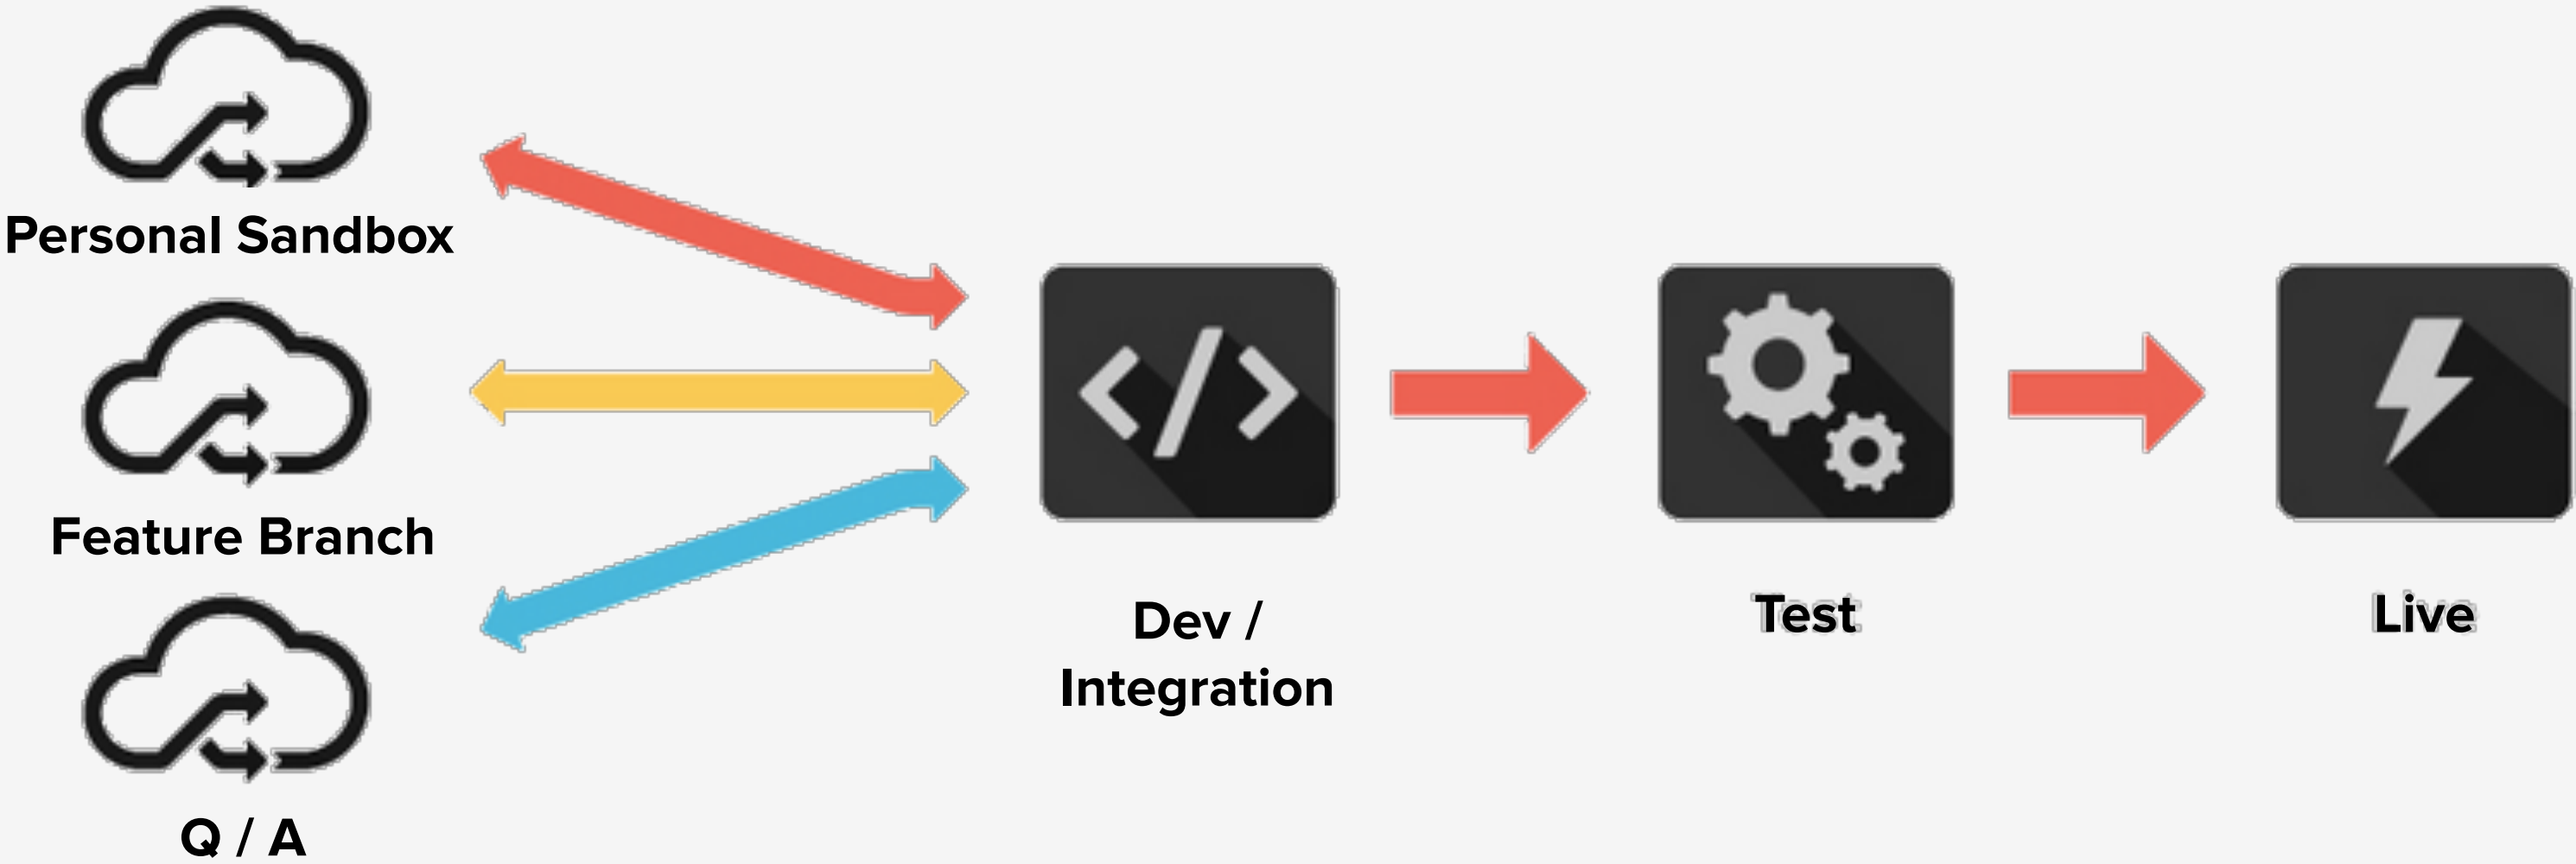 Personal Sandbox
Feature Branch
Q / A
Dev /
Integration
Test
Live